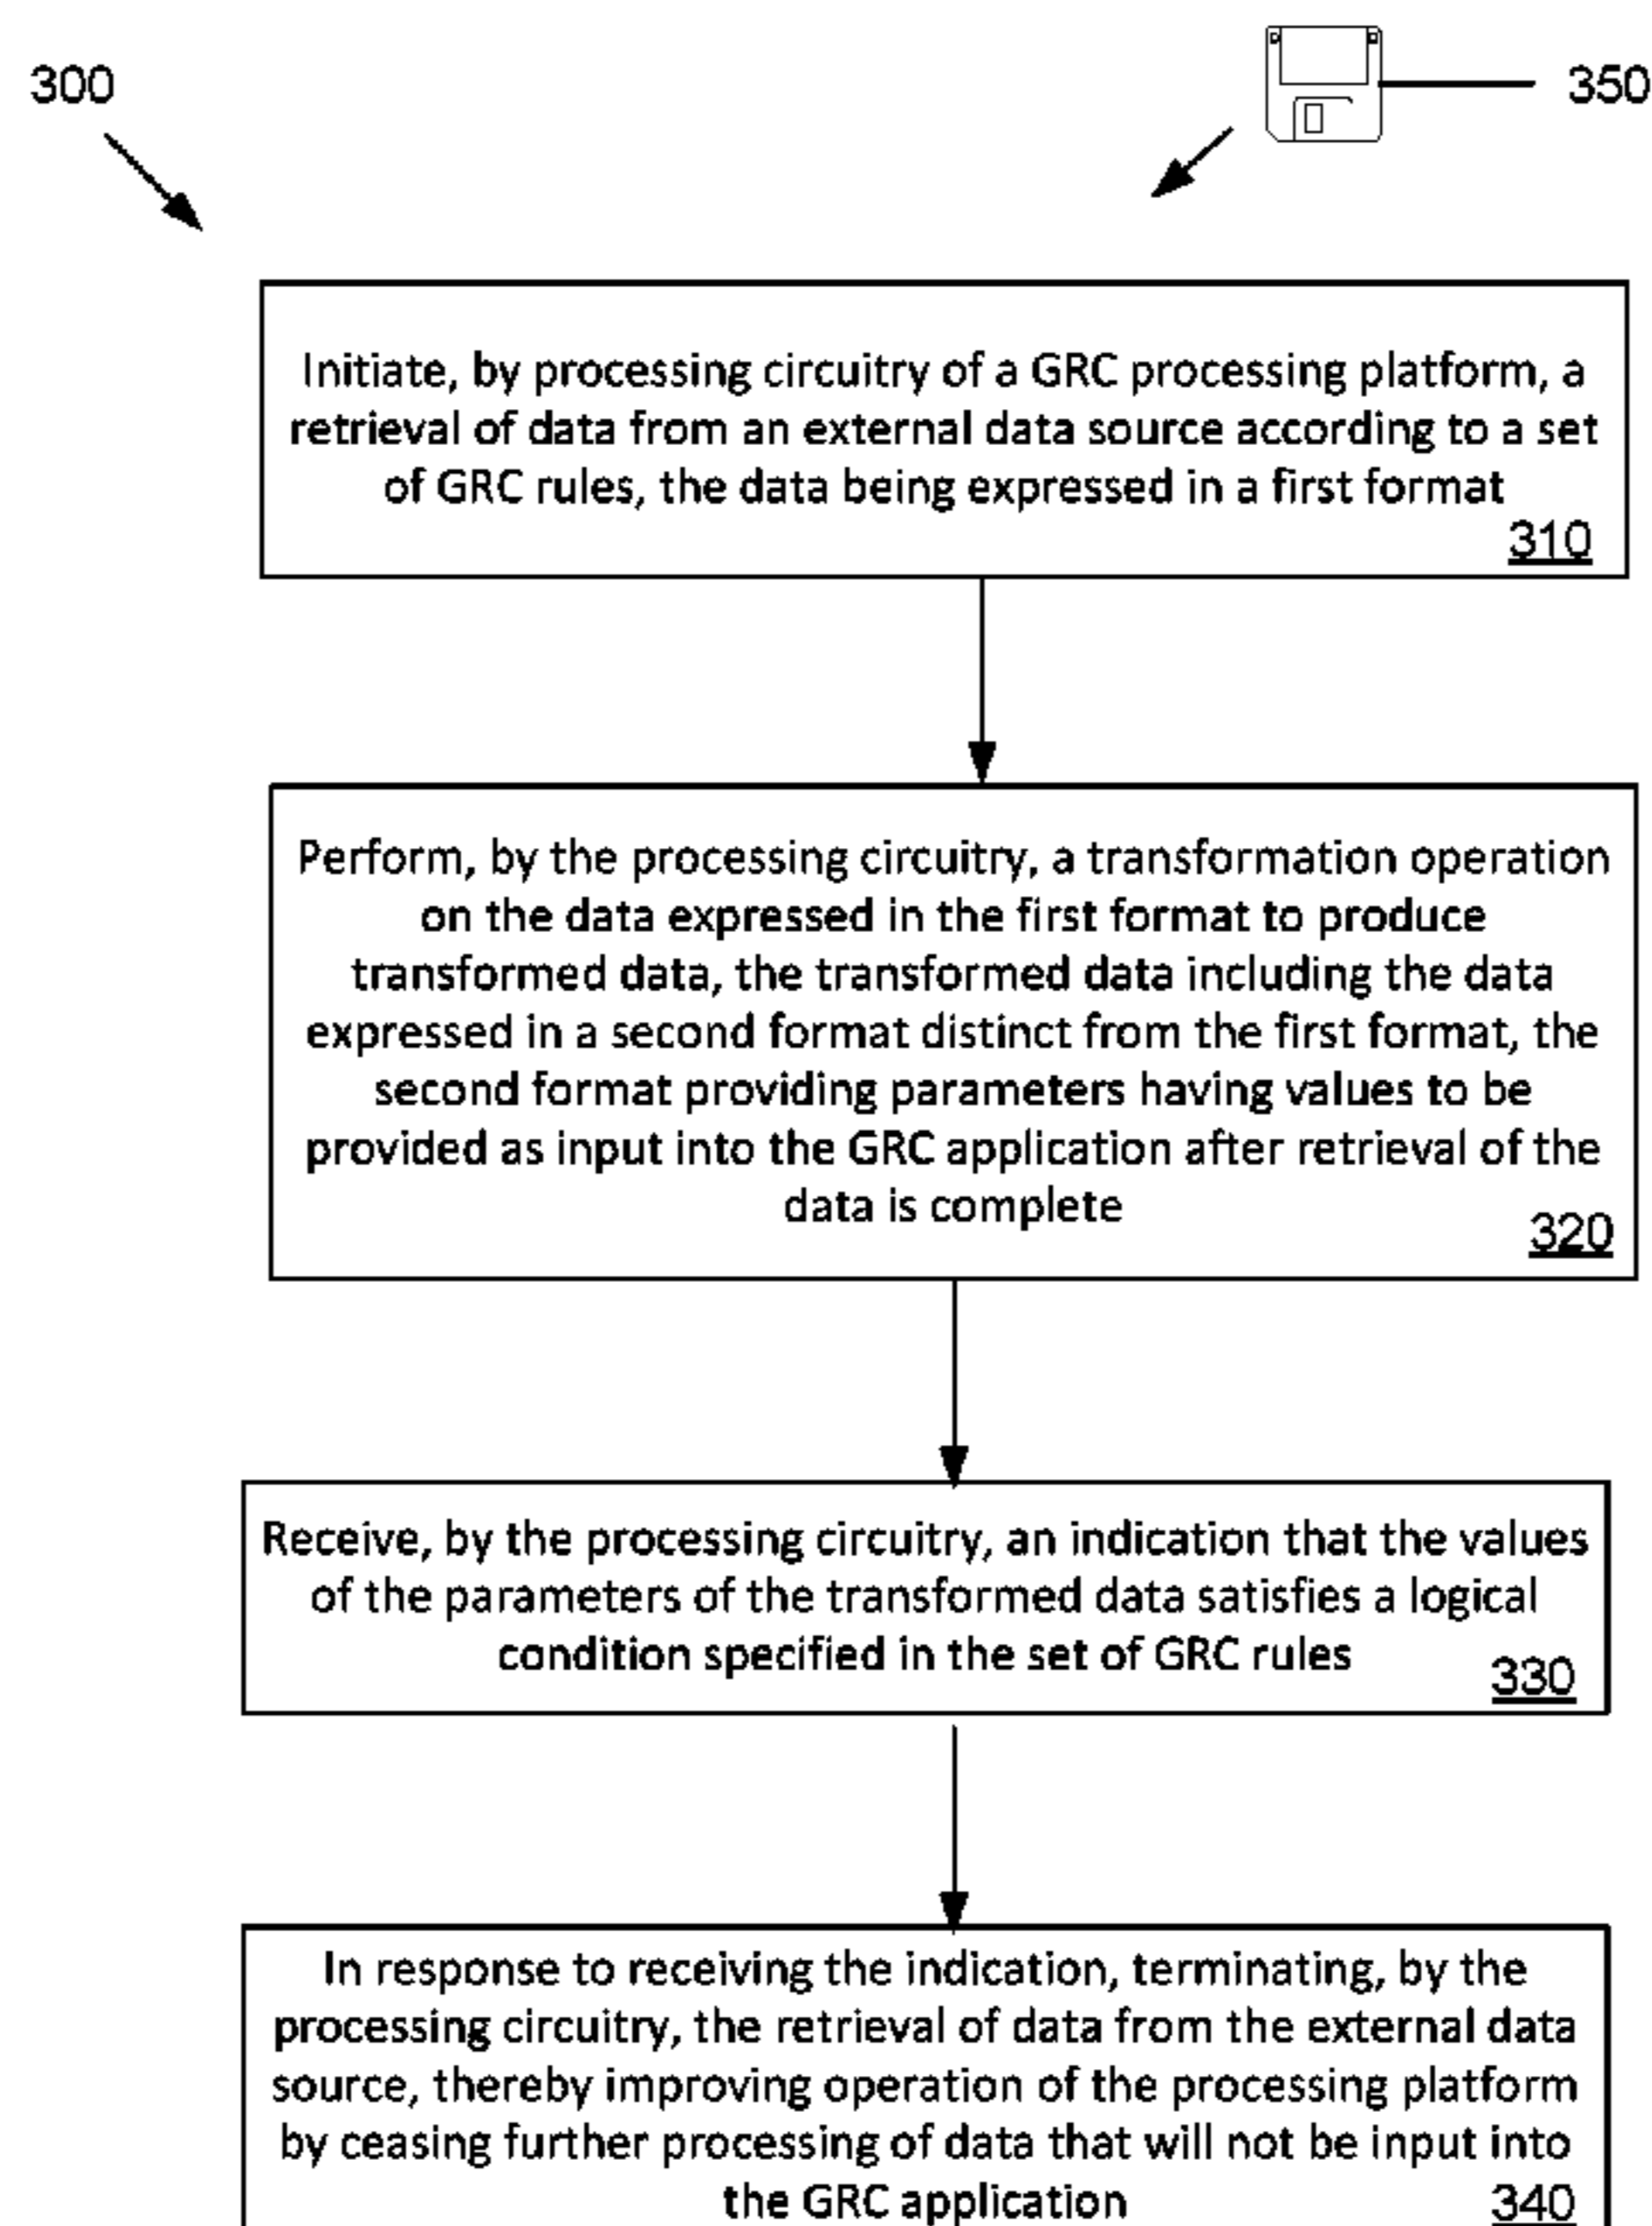 300
350
Initiate, by processing circuitry of a GRC processing platform, a
retrieval of data from an external data source according to a set
of GRC rules, the data being expressed in a first format
310
Perform, by the processing circuitry, a transformation operation
on the data expressed in the first format to produce
transformed data, the transformed data including the data
expressed in a second format distinct from the first format, the
second format providing parameters having values to be
provided as input into the GRC application after retrieval of the
data is complete
320
Receive, by the processing circuitry, an indication that the values
of the parameters of the transformed data satisfies a logical
condition specified in the set of GRC rules
330
In response to receiving the indication, terminating, by the
processing circuitry, the retrieval of data from the external data
source, thereby improving operation of the processing platform
by ceasing further processing of data that will not be input into
the GRC application
340